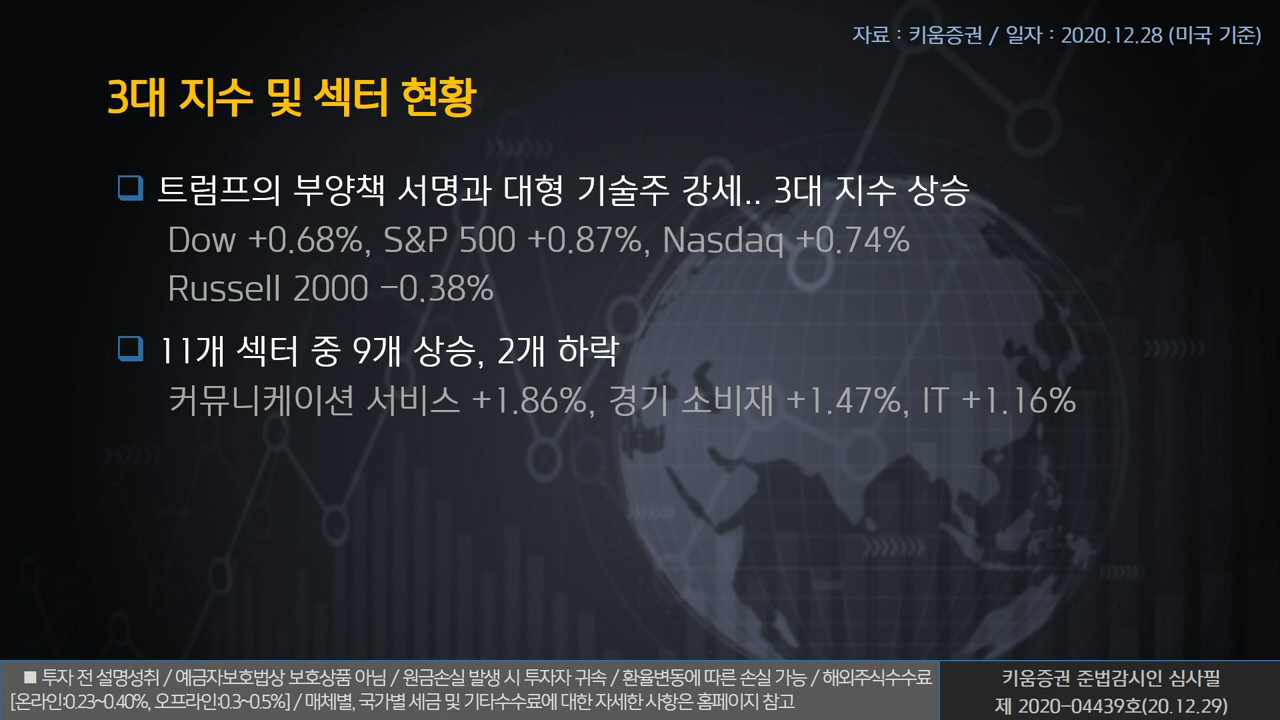 자료 : 키움증권 / 일자 : 2020.12.28 (미국 기준)
3대 지수 및 섹터 현황
❑ 트럼프의 부양책 서명과 대형 기술주 강세.. 3대 지수 상승
Dow +0.68%, S&P 500 +0.87%, Nasdaq +0.74%
Russell 2000 -0.38%
❑ 11개 섹터 중 9개 상승, 2개 하락
커뮤니케이션 서비스 +1.86%, 경기 소비재 +1.47%, IT +1.16%
■ 투자 전 설명성취 / 예금자보호법상 보호상품 아님 / 원금손실 발생 시 투자자 귀속 / 환율변동에 따른 손실 가능 / 해외주식수수료
[온라인:0.23~0.40%, 오프라인:0.3~0.5%] / 매체별, 국가별 세금 및 기타수수료에 대한 자세한 사항은 홈페이지 참고
키움증권 준법감시인 심사필
제 2020-04439호(20.12.29)